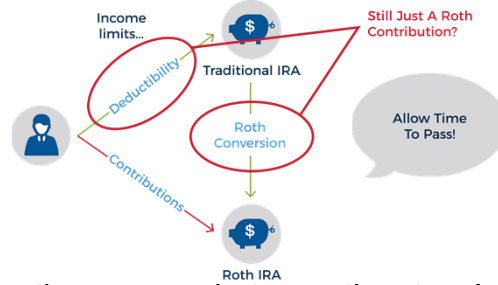 Income
limits...
Still Just A Roth
Contribution?
$
Traditional IRA
Deductibility
Roth
Conversion
Allow Time
To Pass!
Contributions
$
Roth IRA